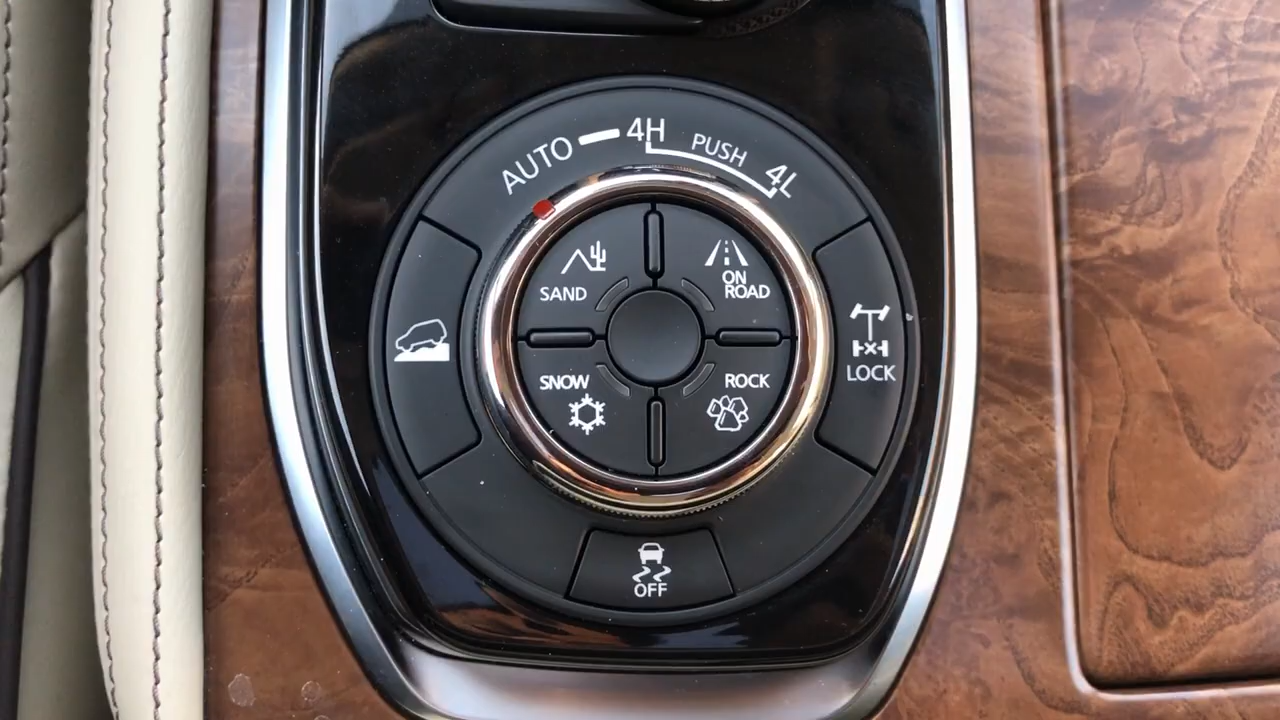 AUTO 4H PUSH 4L
SAND
ON
ROAD
SNOW
ROCK
LOCK
OFF